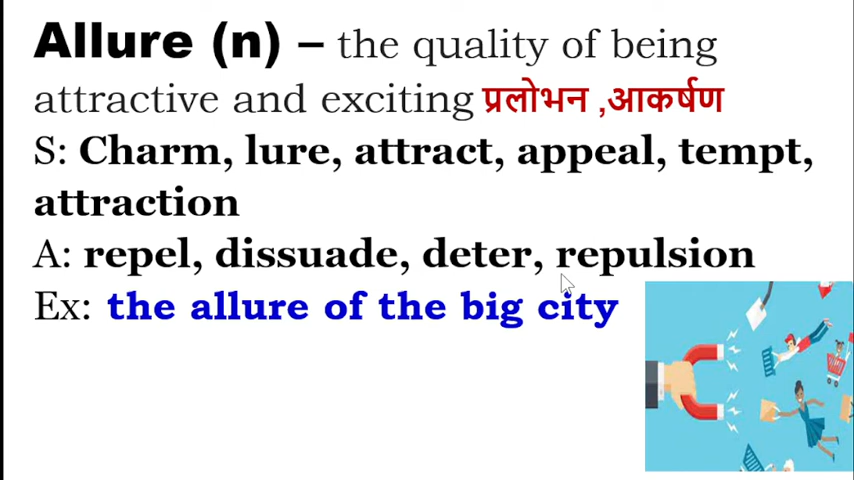 Allure (n) – the quality of being
attractive and exciting प्रलोभन ,आकर्षण
S: Charm, lure, attract, appeal, tempt,
attraction
A: repel, dissuade, deter, repulsion
Ex: the allure of the big city